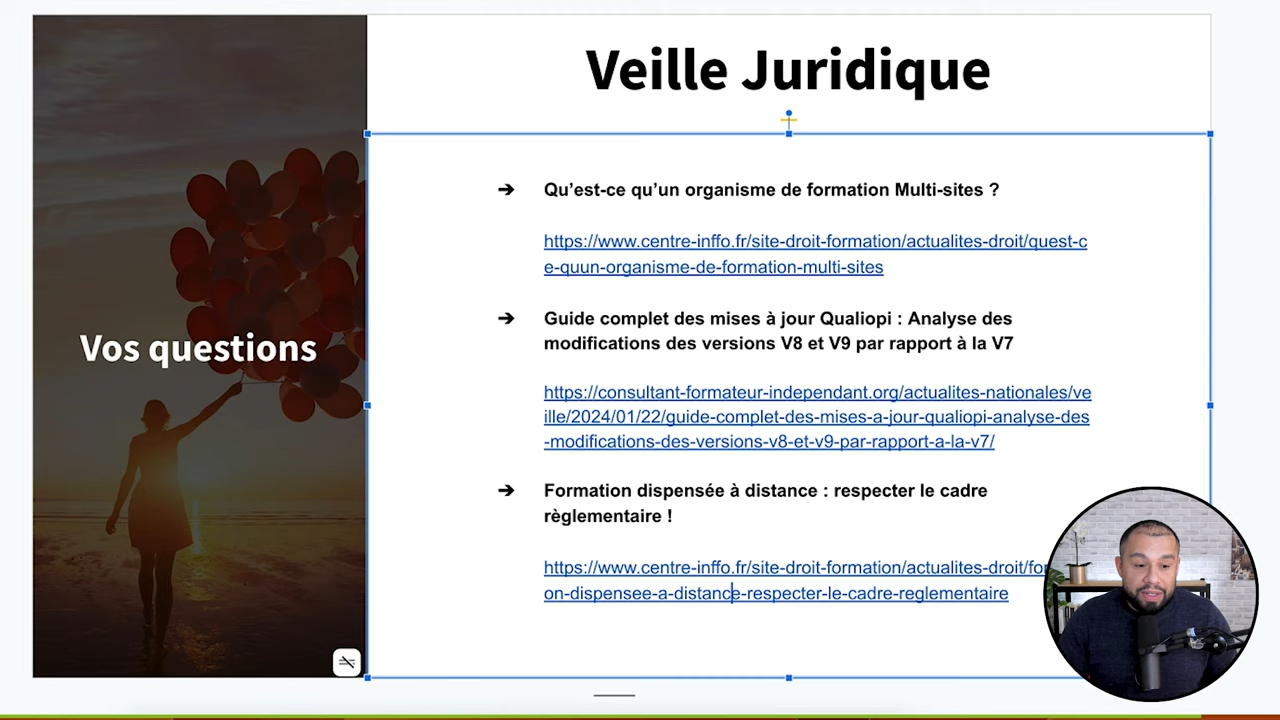 Veille Juridique
Vos questions
➔ Qu’est-ce qu’un organisme de formation Multi-sites ?
https://www.centre-inffo.fr/site-droit-formation/actualites-droit/quest-c
e-quun-organisme-de-formation-multi-sites
➔ Guide complet des mises à jour Qualiopi : Analyse des
modifications des versions V8 et V9 par rapport à la V7
https://consultant-formateur-independant.org/actualites-nationales/ve
ille/2024/01/22/guide-complet-des-mises-a-jour-qualiopi-analyse-des
-modifications-des-versions-v8-et-v9-par-rapport-a-la-v7/
➔ Formation dispensée à distance : respecter le cadre
règlementaire !
https://www.centre-inffo.fr/site-droit-formation/actualites-droit/for
on-dispensee-a-distance-respecter-le-cadre-reglementaire